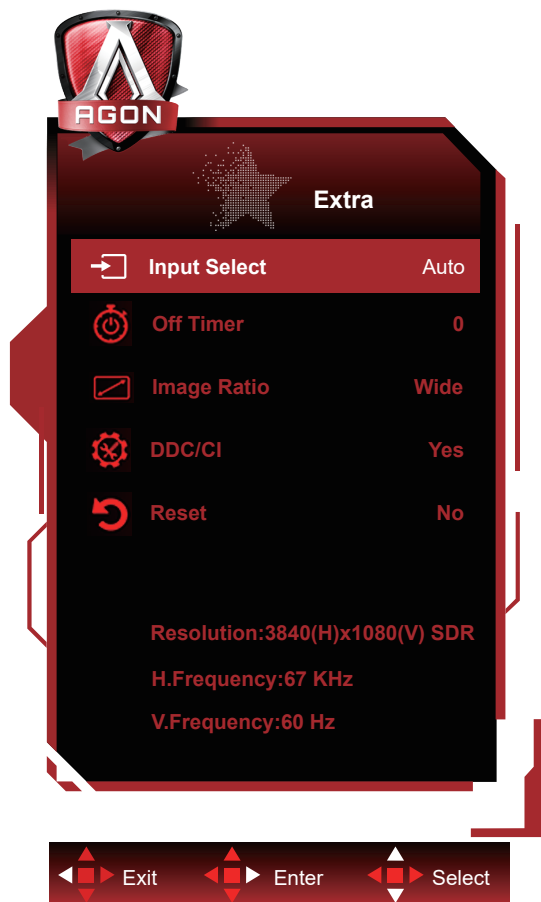 AGON
Extra
Input Select Auto
Off Timer 0
Image Ratio Wide
DDC/CI Yes
Reset No
Resolution:3840(H)x1080(V) SDR
H.Frequency:67 KHz
V.Frequency:60 Hz
Exit Enter Select